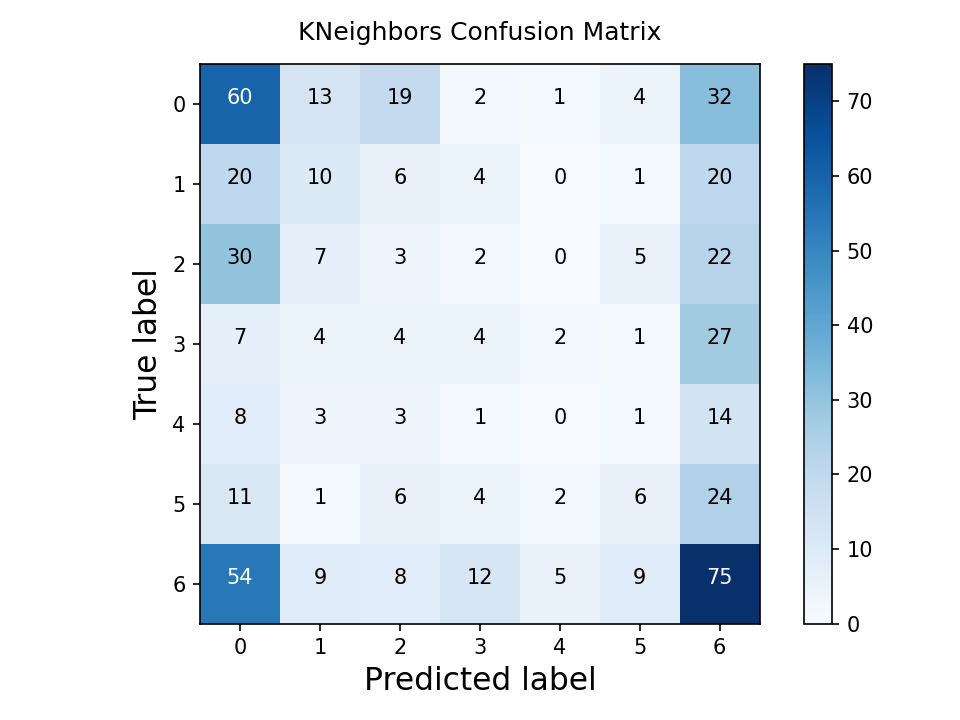 KNeighbors Confusion Matrix
0 60 13 19 2 1 4 32
1 20 10 6 4 0 1 20
2 30 7 3 2 0 5 22
3 7 4 4 4 2 1 27
4 8 3 3 1 0 1 14
5 11 1 6 4 2 6 24
6 54 9 8 12 5 9 75
0 1 2 3 4 5 6
Predicted label
True label
70
60
50
40
30
20
10
0